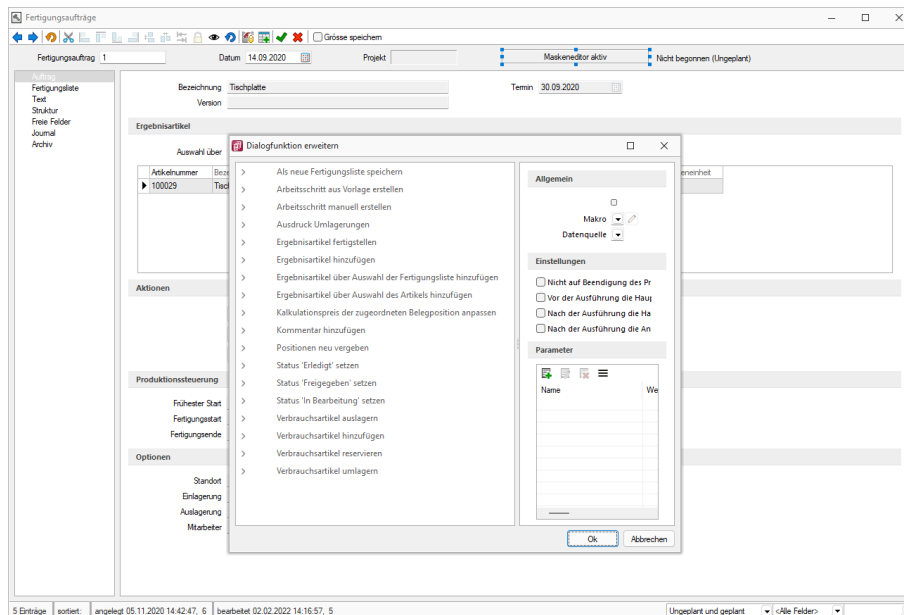 Fertigungsaufträge
Grösse speichern
Fertigungsauftrag 1 Datum 14.09.2020 Projekt Maskeneditor aktiv Nicht begonnen (Ungeplant)
Auftrag
Fertigungsliste
Text
Struktur
Freie Felder
Journal
Archiv
Bezeichnung Tischplatte Termin 30.09.2020
Version
Ergebnisartikel
Auswahl über
Artikelnummer Beze eneinheit
100029 Tisc
Aktionen
Produktionssteuerung
Frühester Start
Fertigungsstart
Fertigungsende
Optionen
Standort
Einlagerung
Auslagerung
Mitarbeiter
Dialogfunktion erweitern
Als neue Fertigungsliste speichern
Arbeitsschritt aus Vorlage erstellen
Arbeitsschritt manuell erstellen
Ausdruck Umlagerungen
Ergebnisartikel fertigstellen
Ergebnisartikel hinzufügen
Ergebnisartikel über Auswahl der Fertigungsliste hinzufügen
Ergebnisartikel über Auswahl des Artikels hinzufügen
Kalkulationspreis der zugeordneten Belegposition anpassen
Kommentar hinzufügen
Positionen neu vergeben
Status 'Erledigt' setzen
Status 'Freigegeben' setzen
Status 'In Bearbeitung' setzen
Verbrauchsartikel auslagern
Verbrauchsartikel hinzufügen
Verbrauchsartikel reservieren
Verbrauchsartikel umlagern
Allgemein
Makro
Datenquelle
Einstellungen
Nicht auf Beendigung des Pr
Vor der Ausführung die Haup
Nach der Ausführung die Ha
Nach der Ausführung die An
Parameter
Name We
Ok Abbrechen
5 Einträge sortiert: angelegt 05.11.2020 14:42:47, 6 bearbeitet 02.02.2022 14:16:57, 5 Ungeplant und geplant <Alle Felder>